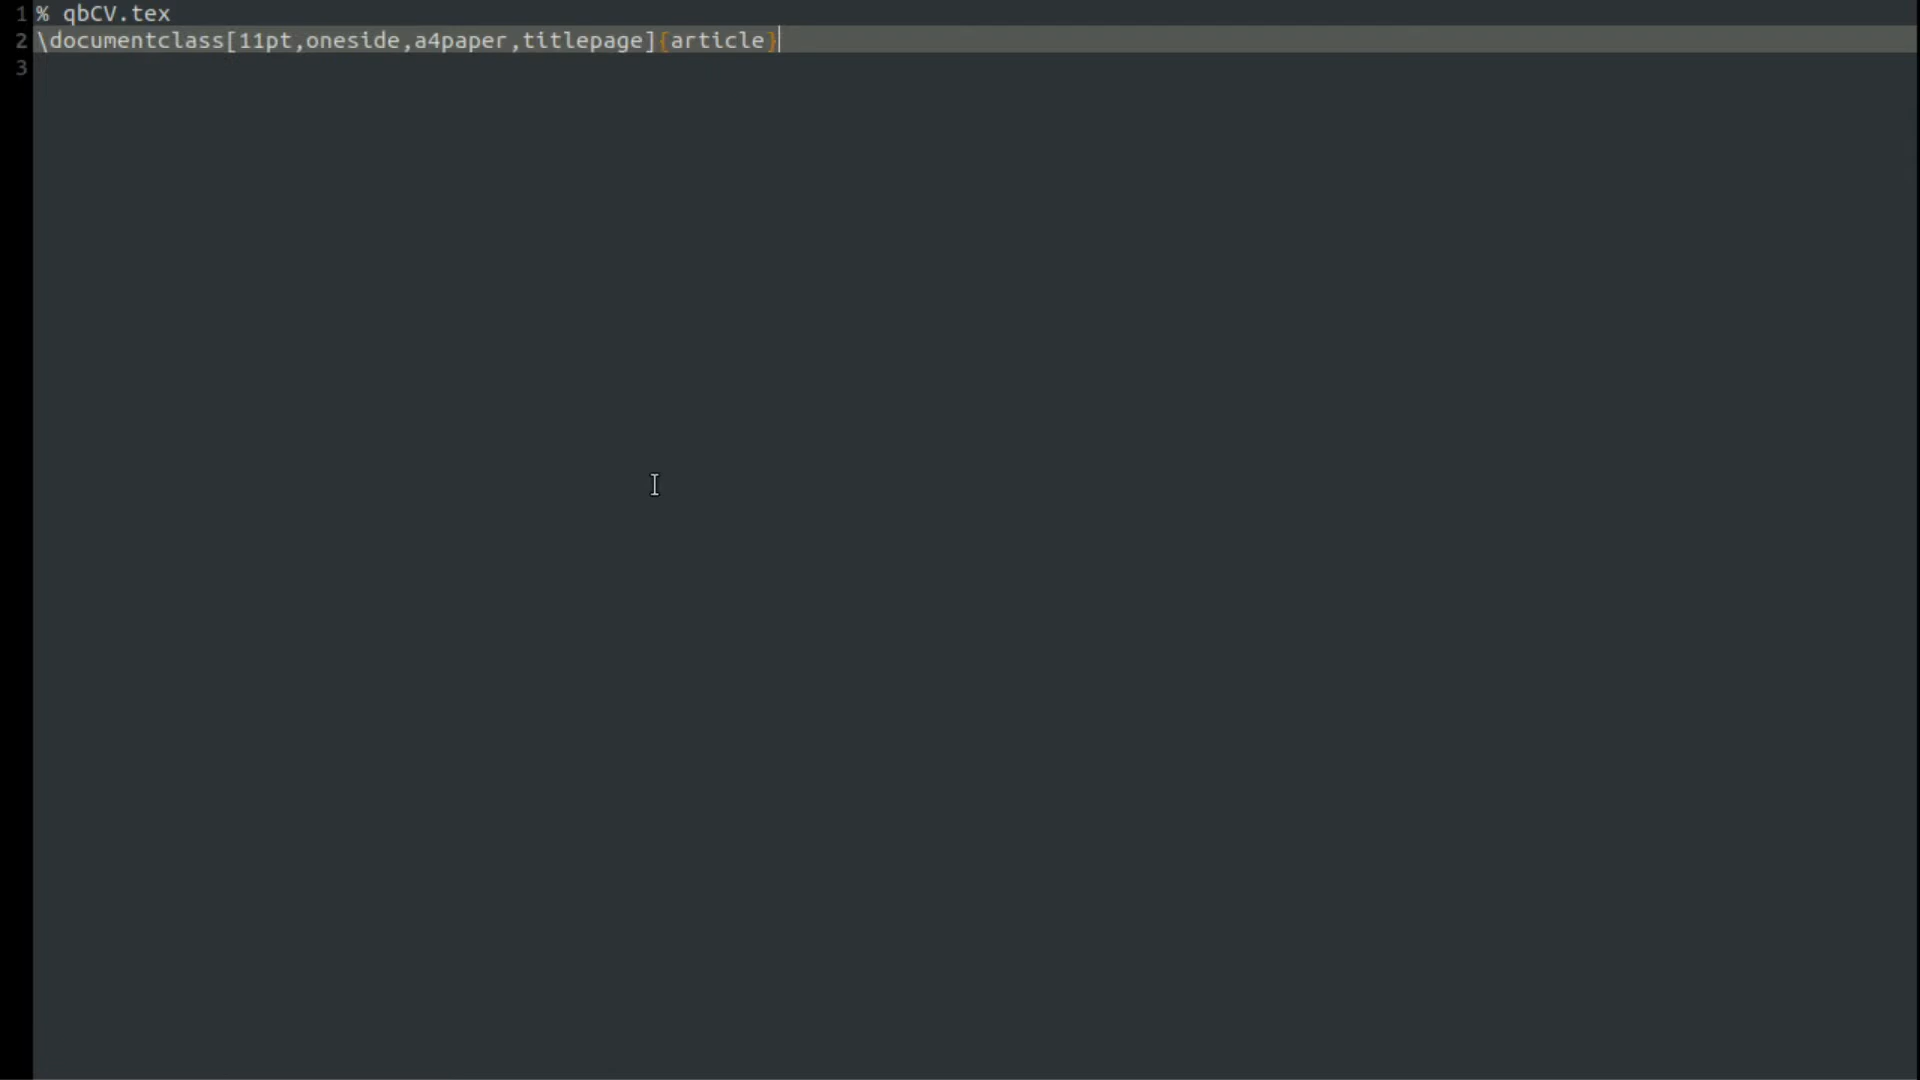 1 % qbCV.tex
2 \documentclass[11pt,oneside,a4paper,titlepage]{article}
3